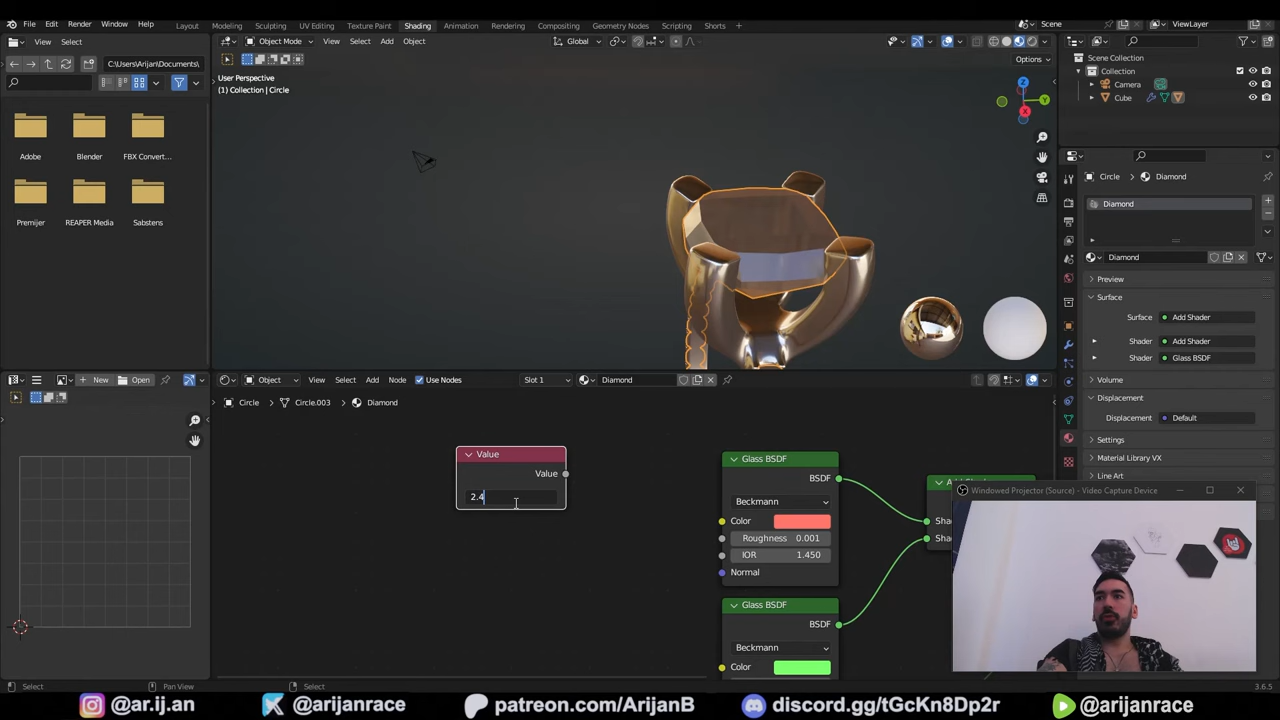 File Edit Render Window Help
Layout Modeling Sculpting UV Editing Texture Paint Shading Animation Rendering Compositing Geometry Nodes Scripting Shorts
Scene ViewLayer
View Select
Object Mode View Select Add Object
Global
C:\Users\Arijan\Documents\
Options
User Perspective
(1) Collection | Circle
Scene Collection
Collection
Camera
Cube
Adobe Blender FBX Convert...
Premijer REAPER Media Sabstens
Z
Y
X
Circle Diamond
Diamond
Diamond
Preview
Surface
Surface Add Shader
Shader Add Shader
Shader Glass BSDF
Volume
Displacement
Displacement Default
Settings
Material Library VX
Line Art
New Open
Object View Select Add Node Use Nodes Slot 1 Diamond
Circle Circle.003 Diamond
Value
Value
2.4
Glass BSDF
BSDF
Beckmann
Color
Roughness 0.001
IOR 1.450
Normal
Glass BSDF
BSDF
Beckmann
Color
Windowed Projector (Source) - Video Capture Device
Select Pan View Select 3.6.5
@ar.ij.an @arijanrace patreon.com/ArijanB discord.gg/tGcKn8Dp2r @arijanrace